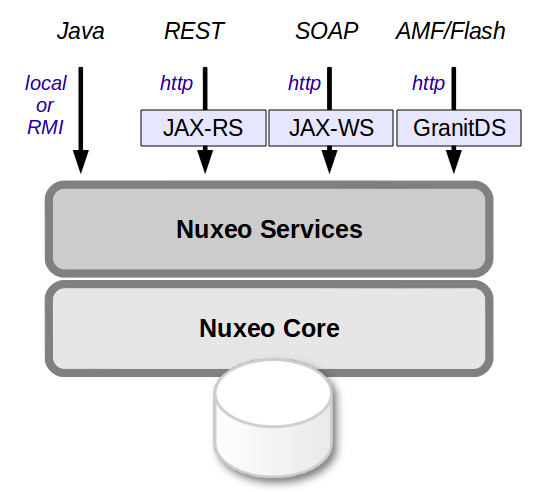 Java
REST
SOAP
AMF/Flash
local
or
RMI
http
http
http
JAX-RS
JAX-WS
GranitDS
Nuxeo Services
Nuxeo Core